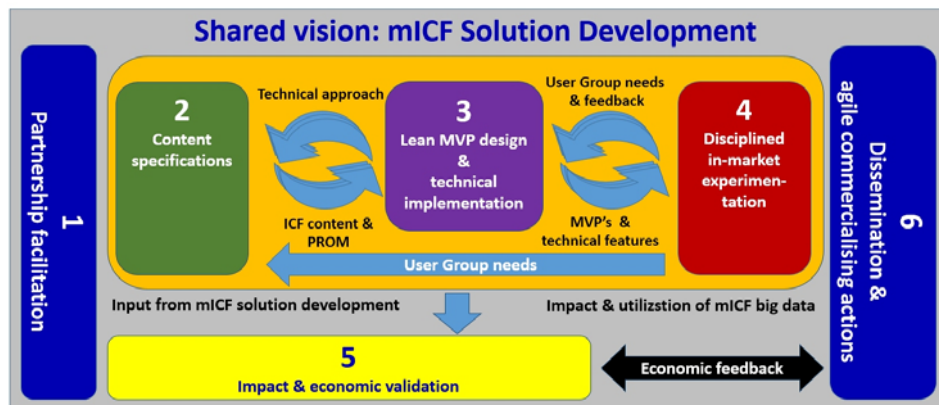 Shared vision: mICF Solution Development
1
Partnership facilitation
2
Content
specifications
Technical approach
ICF content &
PROM
3
Lean MVP design
&
technical
implementation
User Group needs
& feedback
MVP's &
technical features
4
Disciplined
in-market
experimen-
tation
User Group needs
Input from mICF solution development
Impact & utilizstion of mICF big data
5
Impact & economic validation
Economic feedback
6
Dissemination &
agile commercialising actions